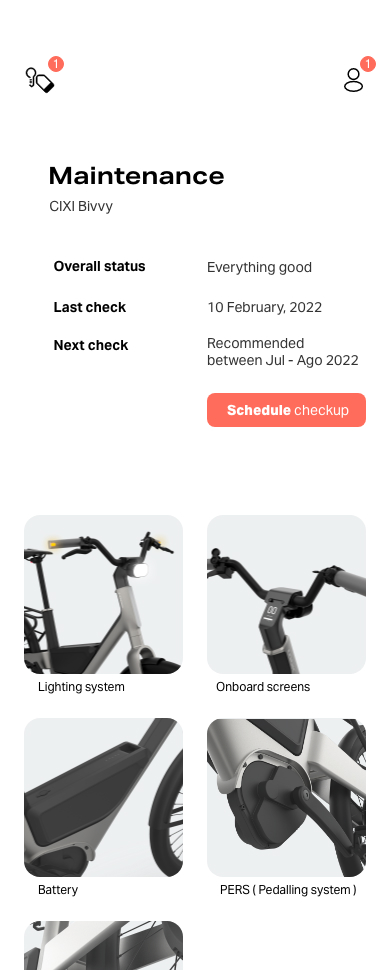 1
1
Maintenance
CIXI Bivvy
Overall status
Everything good
Last check
10 February, 2022
Next check
Recommended
between Jul - Ago 2022
Schedule checkup
00
Lighting system
Onboard screens
Battery
PERS ( Pedalling system )